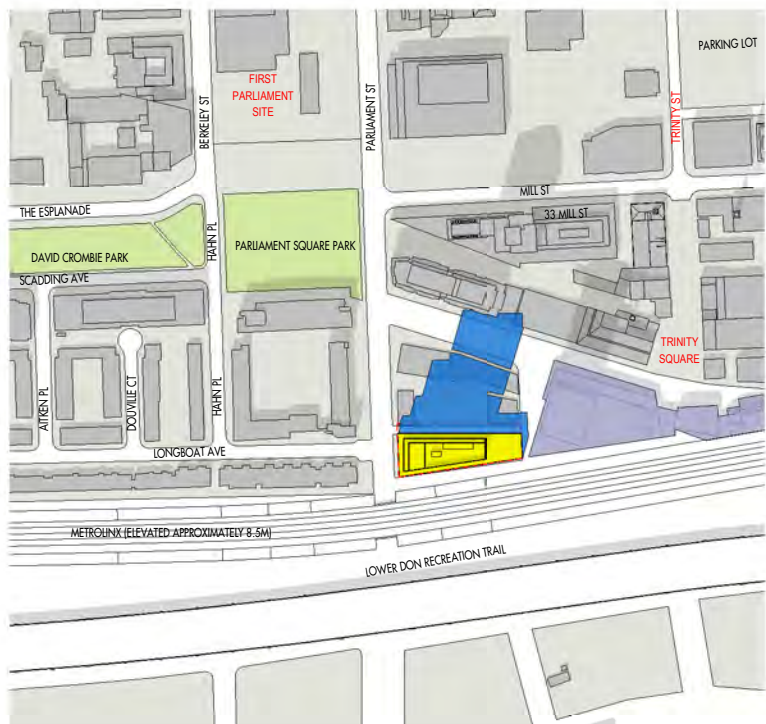 PARKING LOT
FIRST
PARLIAMENT
SITE
BERKELEY ST
PARLIAMENT ST
TRINITY ST
MILL ST
THE ESPLANADE
33 MILL ST
HAHN PL
PARLIAMENT SQUARE PARK
DAVID CROMBIE PARK
SCADDING AVE
TRINITY
SQUARE
AITKEN PL
DOUVILLE CT
HAHN PL
LONGBOAT AVE
METROLINX (ELEVATED APPROXIMATELY 8.5M)
LOWER DON RECREATION TRAIL